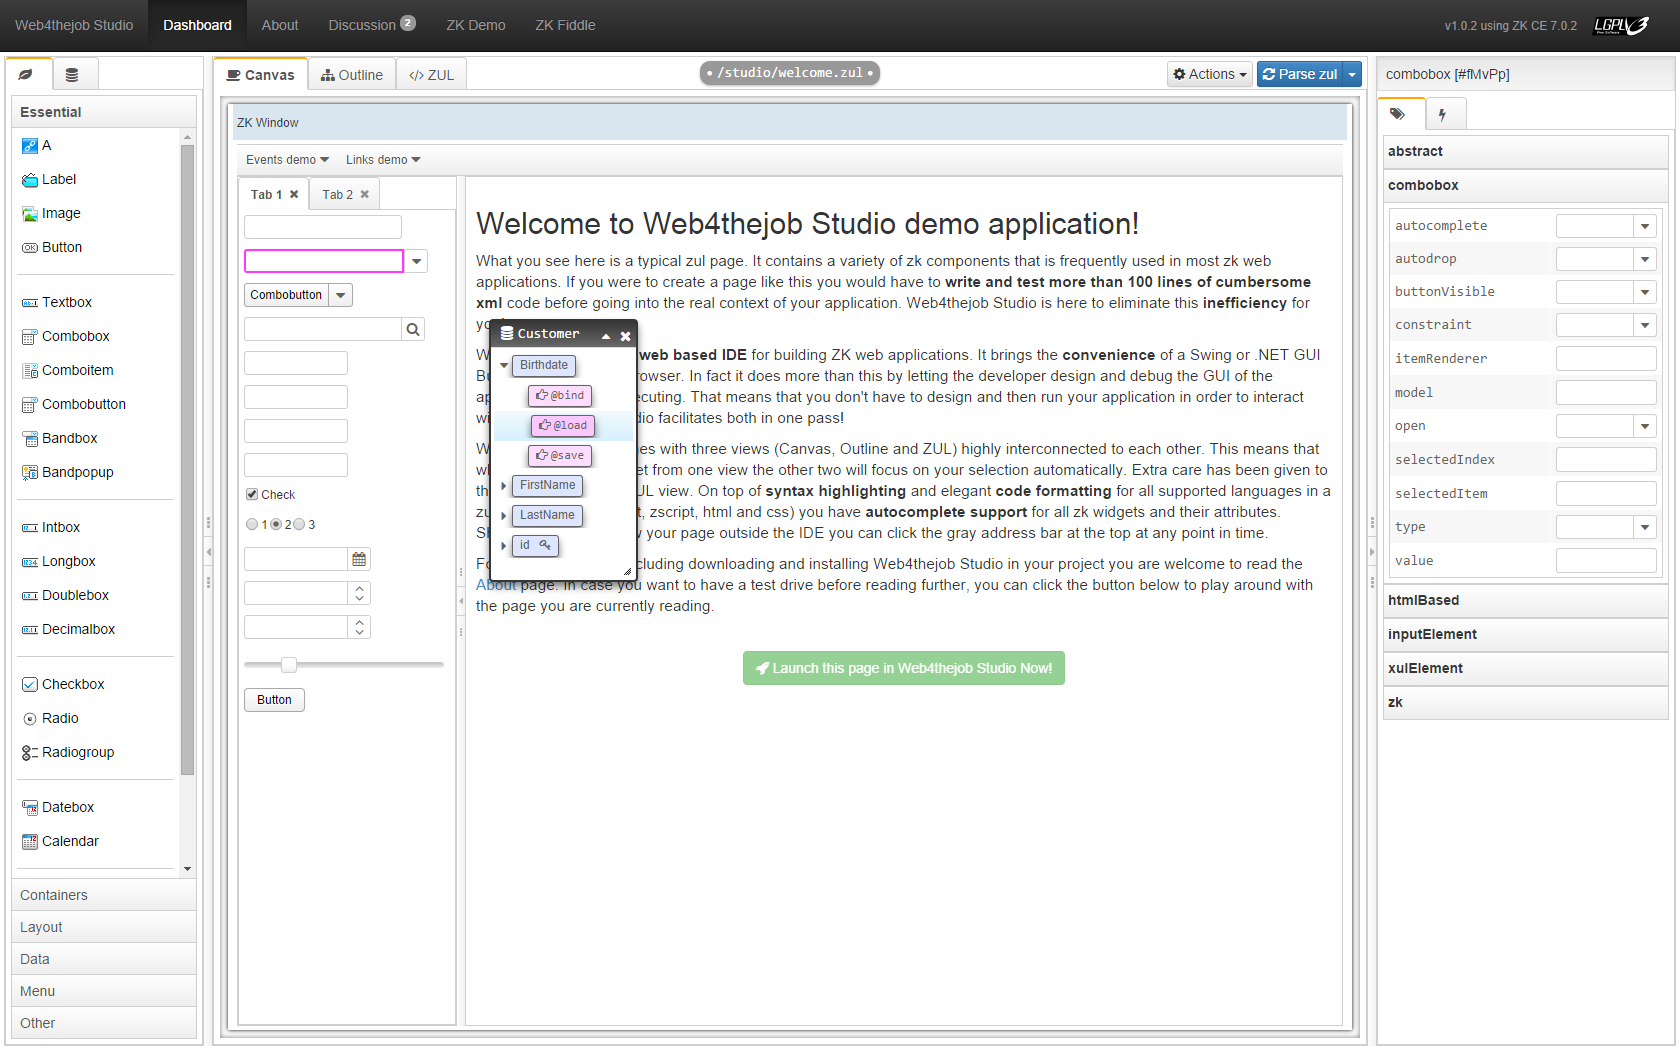 Web4thejob Studio Dashboard About Discussion 2 ZK Demo ZK Fiddle v1.0.2 using ZK CE 7.0.2 LGPLv3
Canvas Outline </> ZUL • /studio/welcome.zul • Actions Parse zul
combobox [#fMvPp]
Essential
A
Label
Image
Button
Textbox
Combobox
Comboitem
Combobutton
Bandbox
Bandpopup
Intbox
Longbox
Doublebox
Decimalbox
Checkbox
Radio
Radiogroup
Datebox
Calendar
Containers
Layout
Data
Menu
Other
ZK Window
Events demo Links demo
Tab 1 Tab 2
Combobutton
Check
1 2 3
Button
Welcome to Web4thejob Studio demo application!
What you see here is a typical zul page. It contains a variety of zk components that is frequently used in most zk web
applications. If you were to create a page like this you would have to write and test more than 100 lines of cumbersome
xml code before going into the real context of your application. Web4thejob Studio is here to eliminate this inefficiency for
web based IDE for building ZK web applications. It brings the convenience of a Swing or .NET GUI
rowser. In fact it does more than this by letting the developer design and debug the GUI of the
ecuting. That means that you don't have to design and then run your application in order to interact
dio facilitates both in one pass!
es with three views (Canvas, Outline and ZUL) highly interconnected to each other. This means that
et from one view the other two will focus on your selection automatically. Extra care has been given to
UL view. On top of syntax highlighting and elegant code formatting for all supported languages in a
t, zscript, html and css) you have autocomplete support for all zk widgets and their attributes.
w your page outside the IDE you can click the gray address bar at the top at any point in time.
cluding downloading and installing Web4thejob Studio in your project you are welcome to read the
About page. In case you want to have a test drive before reading further, you can click the button below to play around with
the page you are currently reading.
Launch this page in Web4thejob Studio Now!
Customer
Birthdate
@bind
@load
@save
FirstName
LastName
id
abstract
combobox
autocomplete
autodrop
buttonVisible
constraint
itemRenderer
model
open
selectedIndex
selectedItem
type
value
htmlBased
inputElement
xulElement
zk